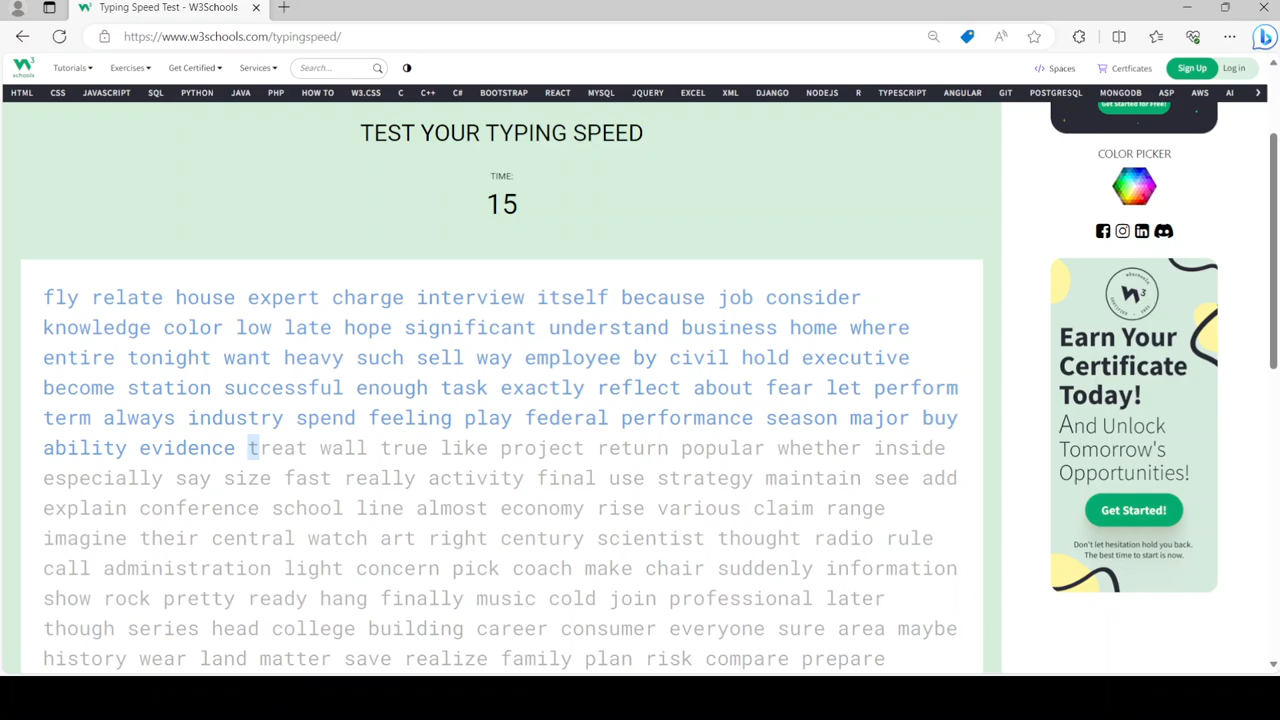 Typing Speed Test - W3Schools
https://www.w3schools.com/typingspeed/
schools
Tutorials Exercises Get Certified Services Search... Spaces Certficates Sign Up Log in
HTML CSS JAVASCRIPT SQL PYTHON JAVA PHP HOW TO W3.CSS C C++ C# BOOTSTRAP REACT MYSQL JQUERY EXCEL XML DJANGO NODEJS R TYPESCRIPT ANGULAR GIT POSTGRESQL MONGODB ASP AWS AI
TEST YOUR TYPING SPEED
TIME:
15
fly relate house expert charge interview itself because job consider
knowledge color low late hope significant understand business home where
entire tonight want heavy such sell way employee by civil hold executive
become station successful enough task exactly reflect about fear let perform
term always industry spend feeling play federal performance season major buy
ability evidence treat wall true like project return popular whether inside
especially say size fast really activity final use strategy maintain see add
explain conference school line almost economy rise various claim range
imagine their central watch art right century scientist thought radio rule
call administration light concern pick coach make chair suddenly information
show rock pretty ready hang finally music cold join professional later
though series head college building career consumer everyone sure area maybe
history wear land matter save realize family plan risk compare prepare
Get Started for Free!
COLOR PICKER
Earn Your
Certificate
Today!
And Unlock
Tomorrow's
Opportunities!
Get Started!
Don't let hesitation hold you back.
The best time to start is now.